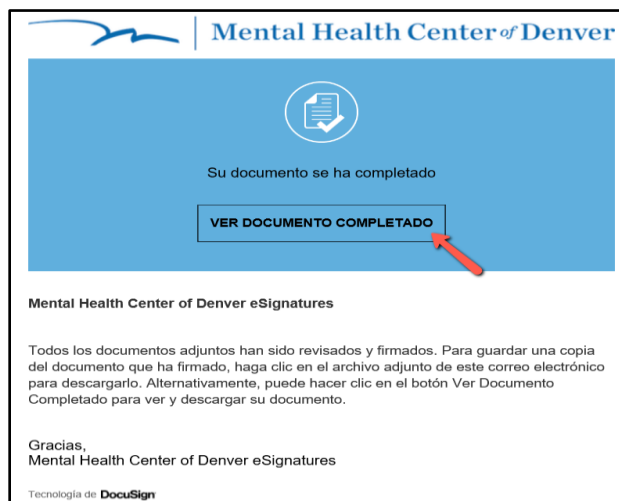 Mental Health Center of Denver
Su documento se ha completado
VER DOCUMENTO COMPLETADO
Mental Health Center of Denver eSignatures
Todos los documentos adjuntos han sido revisados y firmados. Para guardar una copia
del documento que ha firmado, haga clic en el archivo adjunto de este correo electrónico
para descargarlo. Alternativamente, puede hacer clic en el botón Ver Documento
Completado para ver y descargar su documento.
Gracias,
Mental Health Center of Denver eSignatures
Tecnología de DocuSign